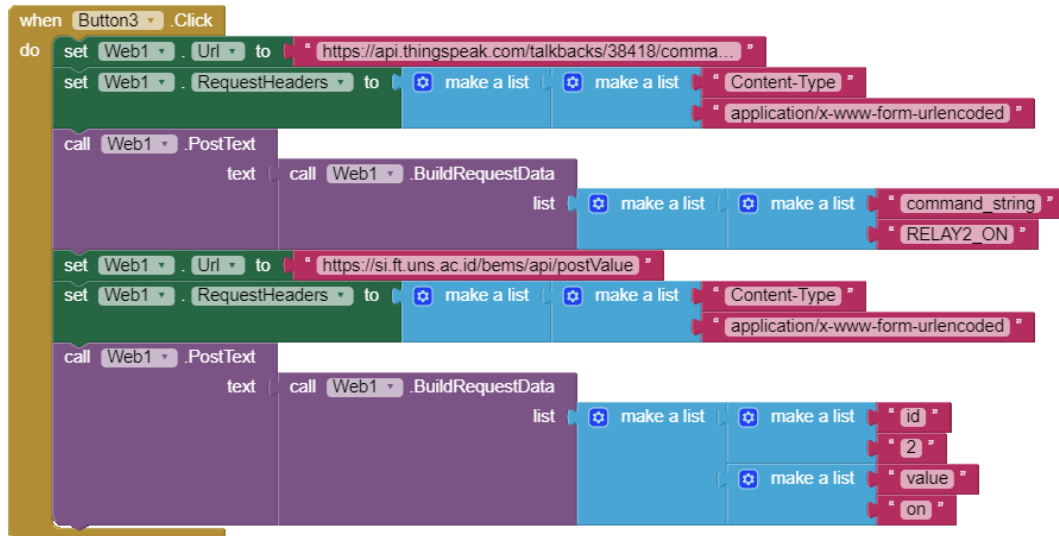 when Button3 .Click
do set Web1 . Url to " https://api.thingspeak.com/talkbacks/38418/comma... "
set Web1 . RequestHeaders to make a list make a list " Content-Type "
" application/x-www-form-urlencoded "
call Web1 .PostText
text call Web1 .BuildRequestData
list make a list make a list " command_string "
" RELAY2_ON "
set Web1 . Url to " https://si.ft.uns.ac.id/bems/api/postValue "
set Web1 . RequestHeaders to make a list make a list " Content-Type "
" application/x-www-form-urlencoded "
call Web1 .PostText
text call Web1 .BuildRequestData
list make a list make a list " id "
" 2 "
make a list " value "
" on "